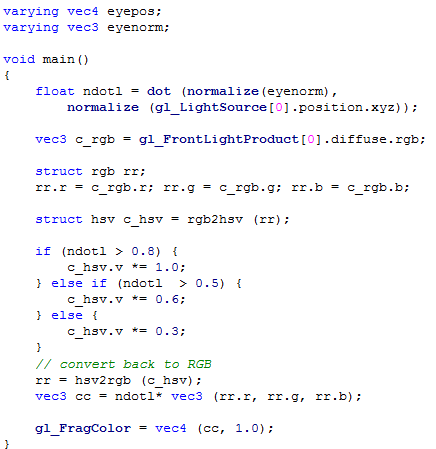 varying vec4 eyepos;
varying vec3 eyenorm;
void main()
{
float ndotl = dot (normalize(eyenorm),
normalize (gl_LightSource[0].position.xyz));
vec3 c_rgb = gl_FrontLightProduct[0].diffuse.rgb;
struct rgb rr;
rr.r = c_rgb.r; rr.g = c_rgb.g; rr.b = c_rgb.b;
struct hsv c_hsv = rgb2hsv (rr);
if (ndotl > 0.8) {
c_hsv.v *= 1.0;
} else if (ndotl  > 0.5) {
c_hsv.v *= 0.6;
} else {
c_hsv.v *= 0.3;
}
// convert back to RGB
rr = hsv2rgb (c_hsv);
vec3 cc = ndotl* vec3 (rr.r, rr.g, rr.b);
gl_FragColor = vec4 (cc, 1.0);
}